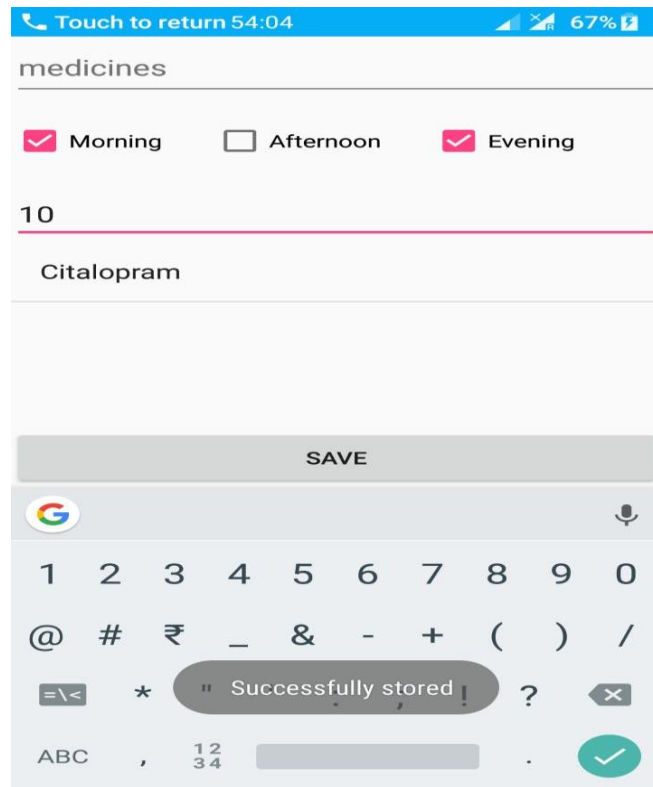 Touch to return 54:04 67%
medicines
Morning Afternoon Evening
10
Citalopram
SAVE
G
1 2 3 4 5 6 7 8 9 0
@ # ₹ _ & - + ( ) /
=\< * " : , ! ?
Successfully stored
ABC , 12 34 .